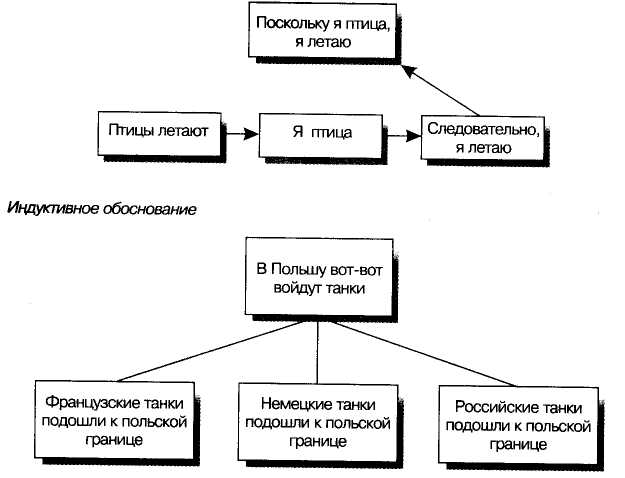 Поскольку я птица,
я летаю
Птицы летают
Я птица
Следовательно,
я летаю
Индуктивное обоснование
В Польшу вот-вот
войдут танки
Французские танки
подошли к польской
границе
Немецкие танки
подошли к польской
границе
Российские танки
подошли к польской
границе